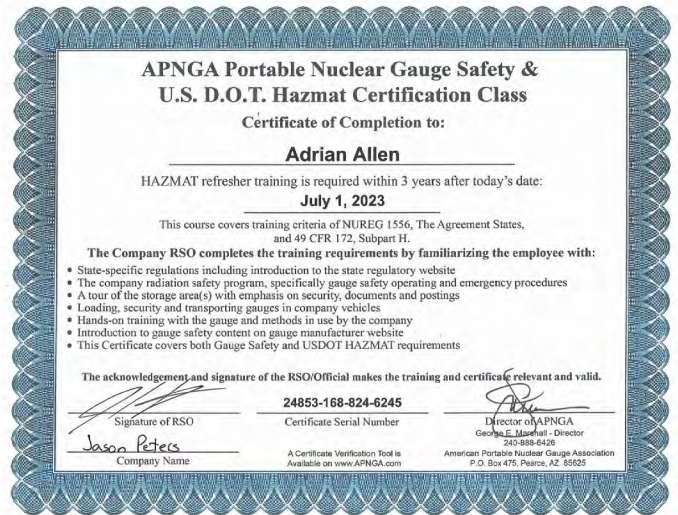 APNGA Portable Nuclear Gauge Safety &
U.S. D.O.T. Hazmat Certification Class
Certificate of Completion to:
Adrian Allen
HAZMAT refresher training is required within 3 years after today's date:
July 1, 2023
This course covers training criteria of NUREG 1556, The Agreement States,
and 49 CFR 172, Subpart H.
The Company RSO completes the training requirements by familiarizing the employee with:
• State-specific regulations including introduction to the state regulatory website
• The company radiation safety program, specifically gauge safety operating and emergency procedures
• A tour of the storage area(s) with emphasis on security, documents and postings
• Loading, security and transporting gauges in company vehicles
• Hands-on training with the gauge and methods in use by the company
• Introduction to gauge safety content on gauge manufacturer website
• This Certificate covers both Gauge Safety and USDOT HAZMAT requirements
The acknowledgement and signature of the RSO/Official makes the training and certificate relevant and valid.
Signature of RSO
Jason Peters
Company Name
24853-168-824-6245
Certificate Serial Number
A Certificate Verification Tool is
Available on www.APNGA.com
Director of APNGA
George E. Marshall - Director
240-888-6426
American Portable Nuclear Gauge Association
P.O. Box 475, Pearce, AZ 85625